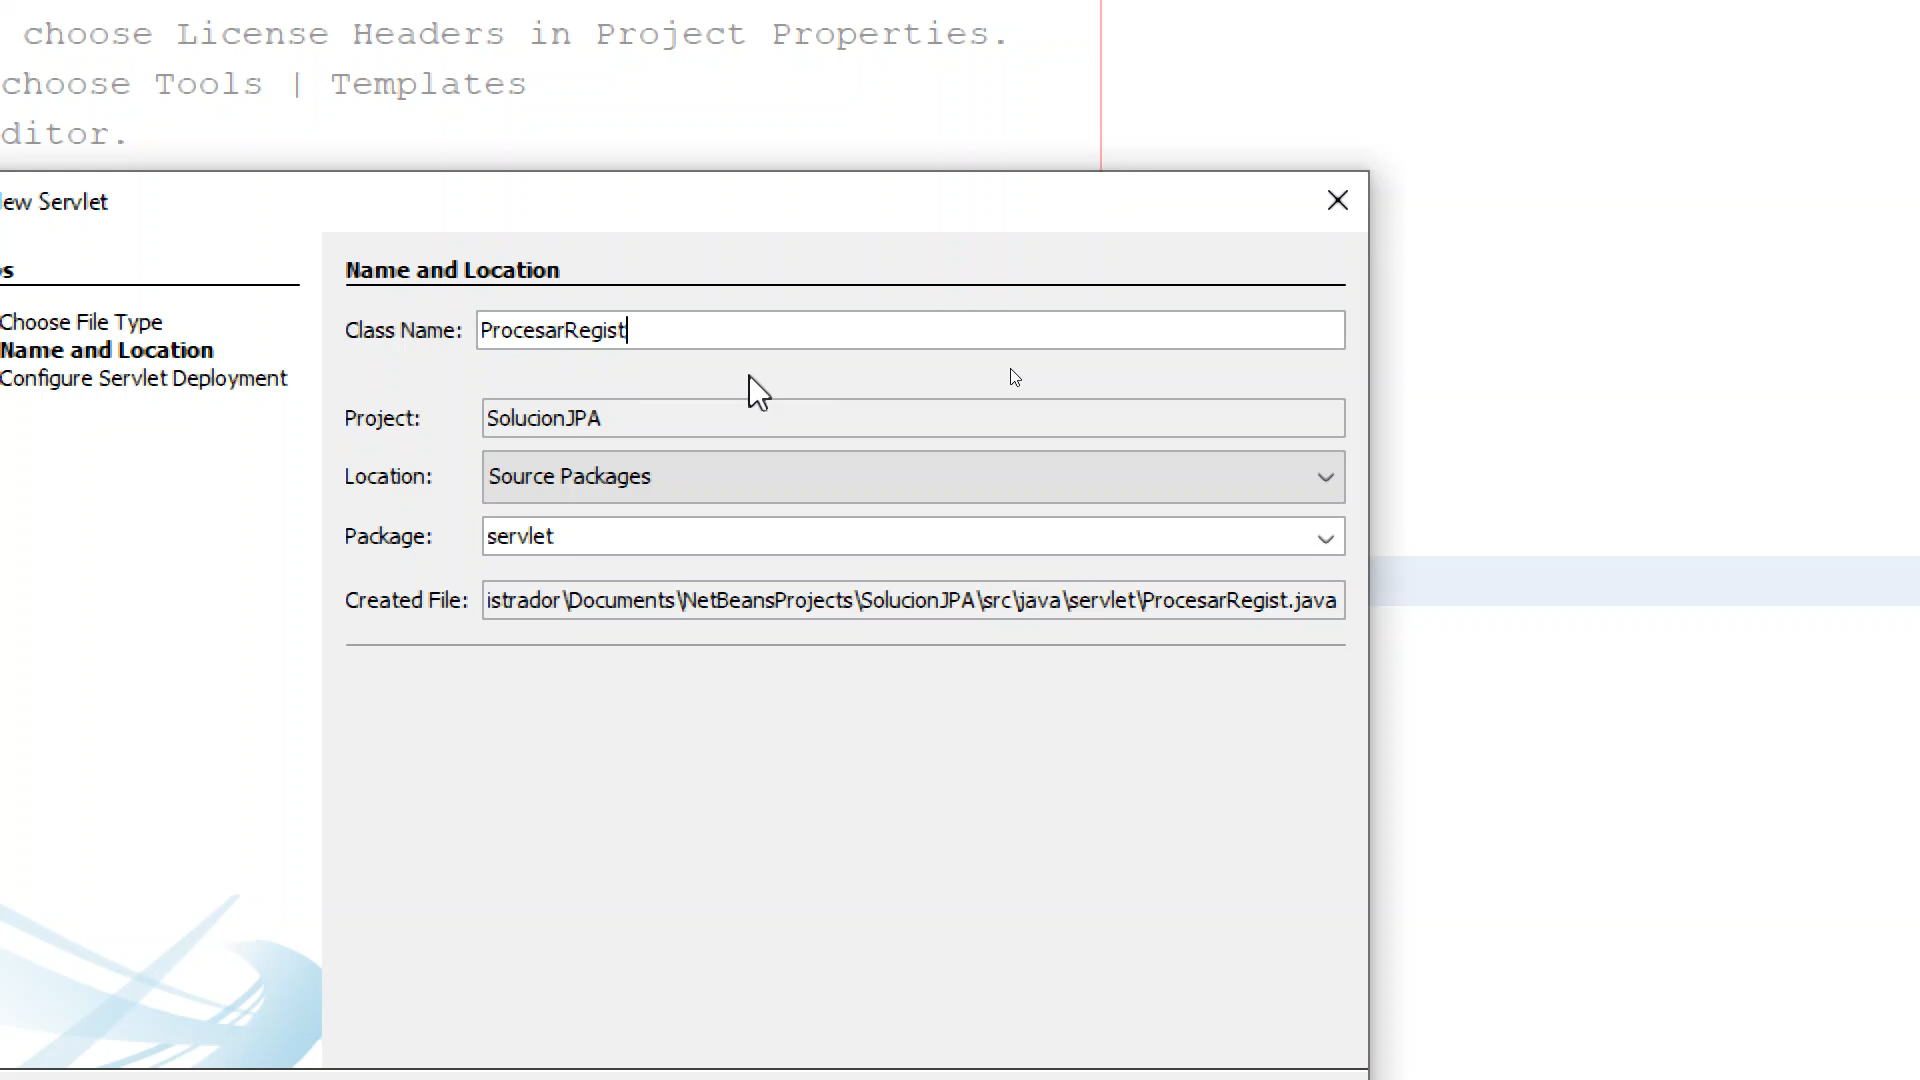 choose License Headers in Project Properties.
choose Tools | Templates
ditor.
ew Servlet
s
Choose File Type
Name and Location
Configure Servlet Deployment
Name and Location
Class Name: ProcesarRegist
Project: SolucionJPA
Location: Source Packages
Package: servlet
Created File: istrador\Documents\NetBeansProjects\SolucionJPA\src\java\servlet\ProcesarRegist.java